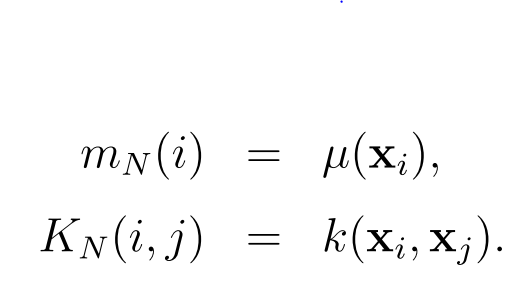 m_N(i) = μ(𝐱_i),
K_N(i, j) = k(𝐱_i, 𝐱_j).